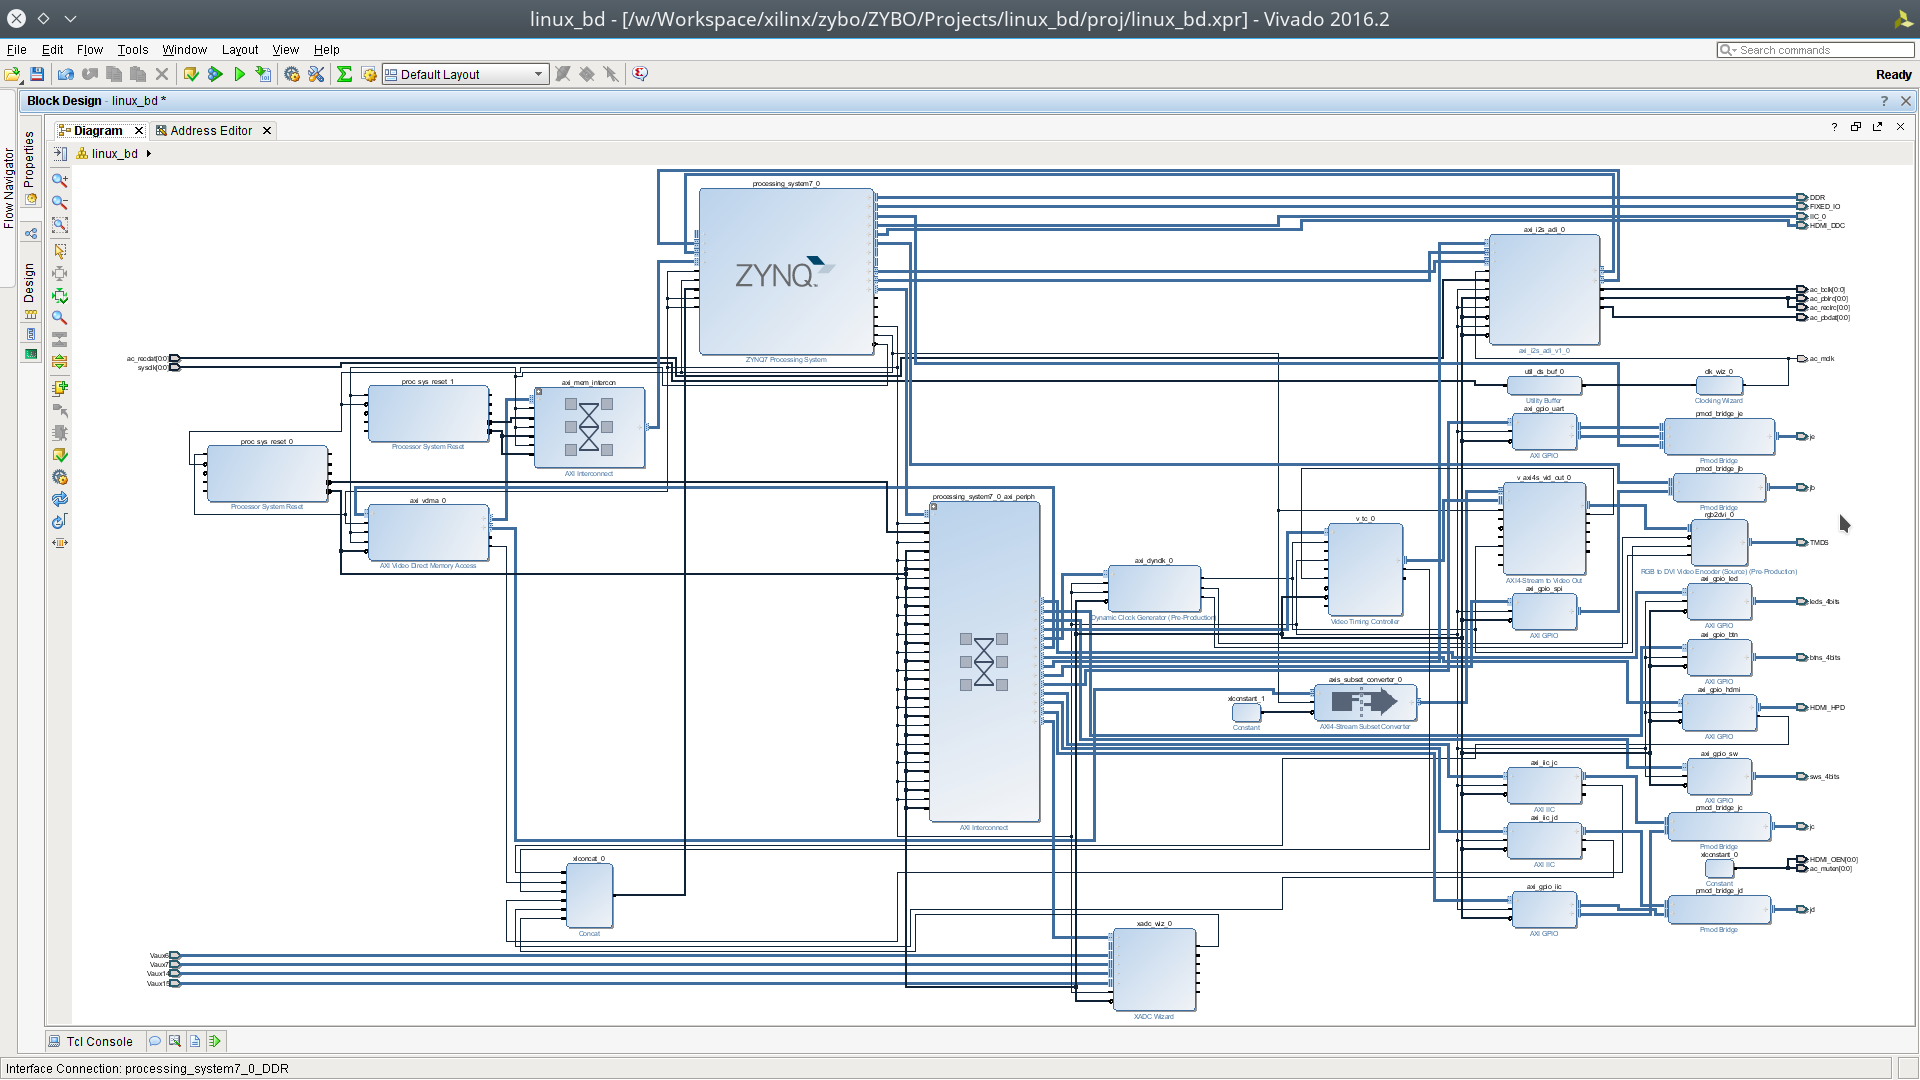 linux_bd - [/w/Workspace/xilinx/zybo/ZYBO/Projects/linux_bd/proj/linux_bd.xpr] - Vivado 2016.2
File Edit Flow Tools Window Layout View Help
Search commands
Default Layout
Ready
Block Design - linux_bd *
Flow Navigator
Properties
Design
Diagram
Address Editor
linux_bd
processing_system7_0
ZYNQ
ZYNQ7 Processing System
DDR
FIXED_IO
IIC_0
HDMI_DDC
axi_i2s_adi_0
axi_i2s_adi_v1_0
ac_bclk[0:0]
ac_pblrc[0:0]
ac_reclrc[0:0]
ac_pbdat[0:0]
ac_mclk
ac_recdat[0:0]
sysclk[0:0]
proc_sys_reset_1
Processor System Reset
axi_mem_intercon
AXI Interconnect
proc_sys_reset_0
Processor System Reset
axi_vdma_0
AXI Video Direct Memory Access
util_ds_buf_0
Utility Buffer
clk_wiz_0
Clocking Wizard
axi_gpio_uart
AXI GPIO
pmod_bridge_je
Pmod Bridge
je
pmod_bridge_jb
Pmod Bridge
jb
v_axi4s_vid_out_0
AXI4-Stream to Video Out
rgb2dvi_0
RGB to DVI Video Encoder (Source) (Pre-Production)
TMDS
processing_system7_0_axi_periph
AXI Interconnect
axi_dynclk_0
Dynamic Clock Generator (Pre-Production)
v_tc_0
Video Timing Controller
axi_gpio_spi
AXI GPIO
axi_gpio_led
AXI GPIO
leds_4bits
axi_gpio_btn
AXI GPIO
btns_4bits
axi_gpio_hdmi
AXI GPIO
HDMI_HPD
xlconstant_1
Constant
axis_subset_converter_0
AXI4-Stream Subset Converter
axi_gpio_sw
AXI GPIO
sws_4bits
axi_iic_jc
AXI IIC
axi_iic_jd
AXI IIC
pmod_bridge_jc
Pmod Bridge
jc
xlconstant_0
Constant
HDMI_OEN[0:0]
ac_muten[0:0]
axi_gpio_iic
AXI GPIO
pmod_bridge_jd
Pmod Bridge
jd
xlconcat_0
Concat
xadc_wiz_0
XADC Wizard
Vaux6
Vaux7
Vaux14
Vaux15
Tcl Console
Interface Connection: processing_system7_0_DDR